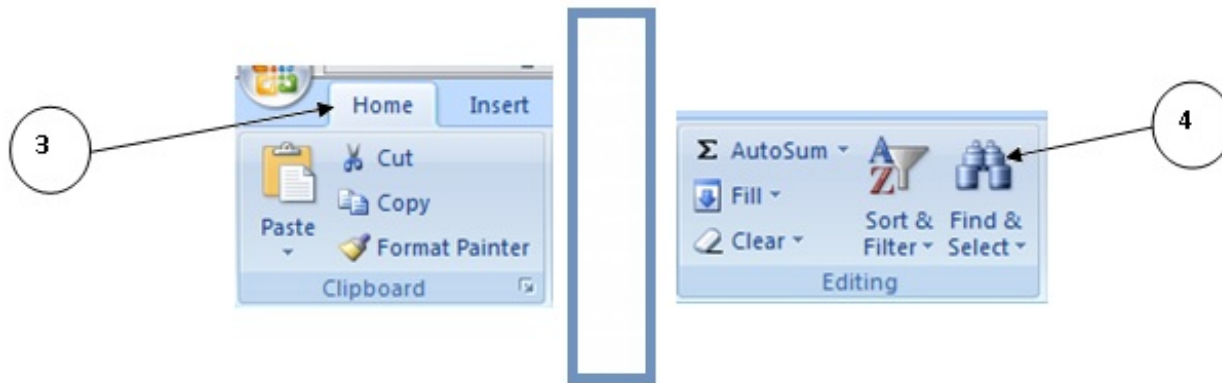 3
Home Insert
Cut
Copy
Paste
Format Painter
Clipboard
4
Σ AutoSum
Fill
Clear
A
Z
Sort &
Filter
Find &
Select
Editing